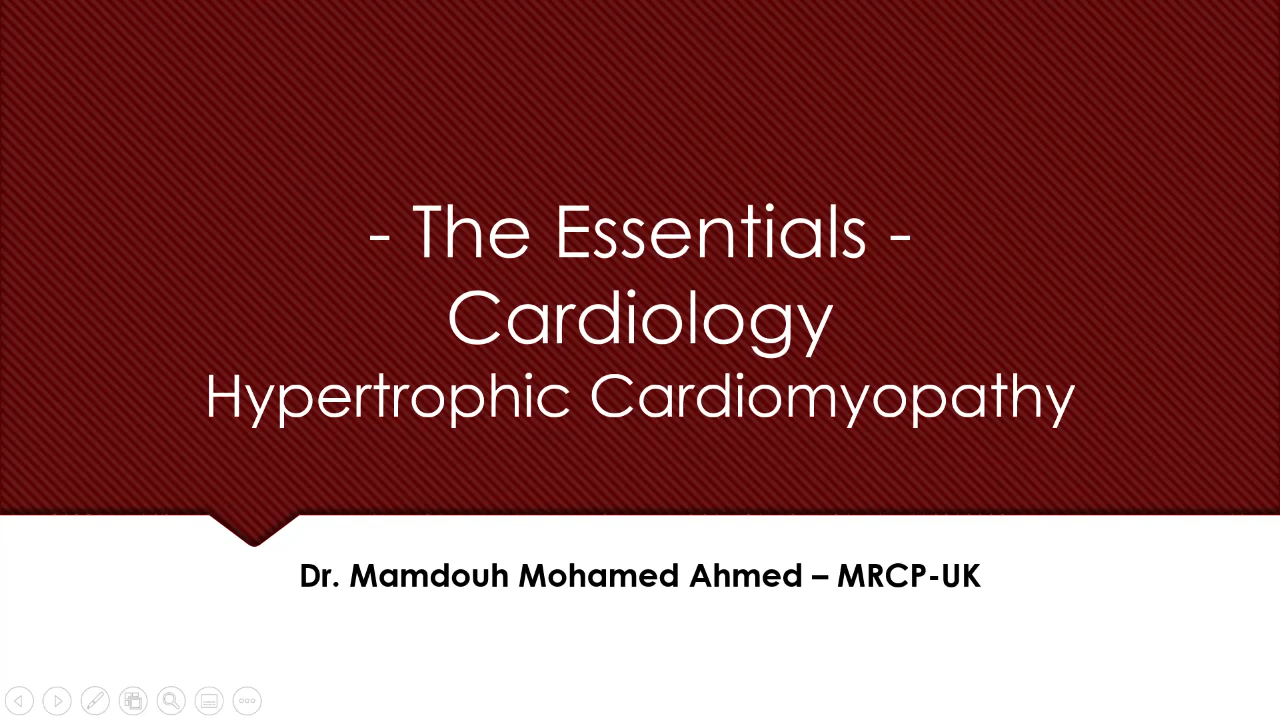 - The Essentials -
Cardiology
Hypertrophic Cardiomyopathy
Dr. Mamdouh Mohamed Ahmed – MRCP-UK